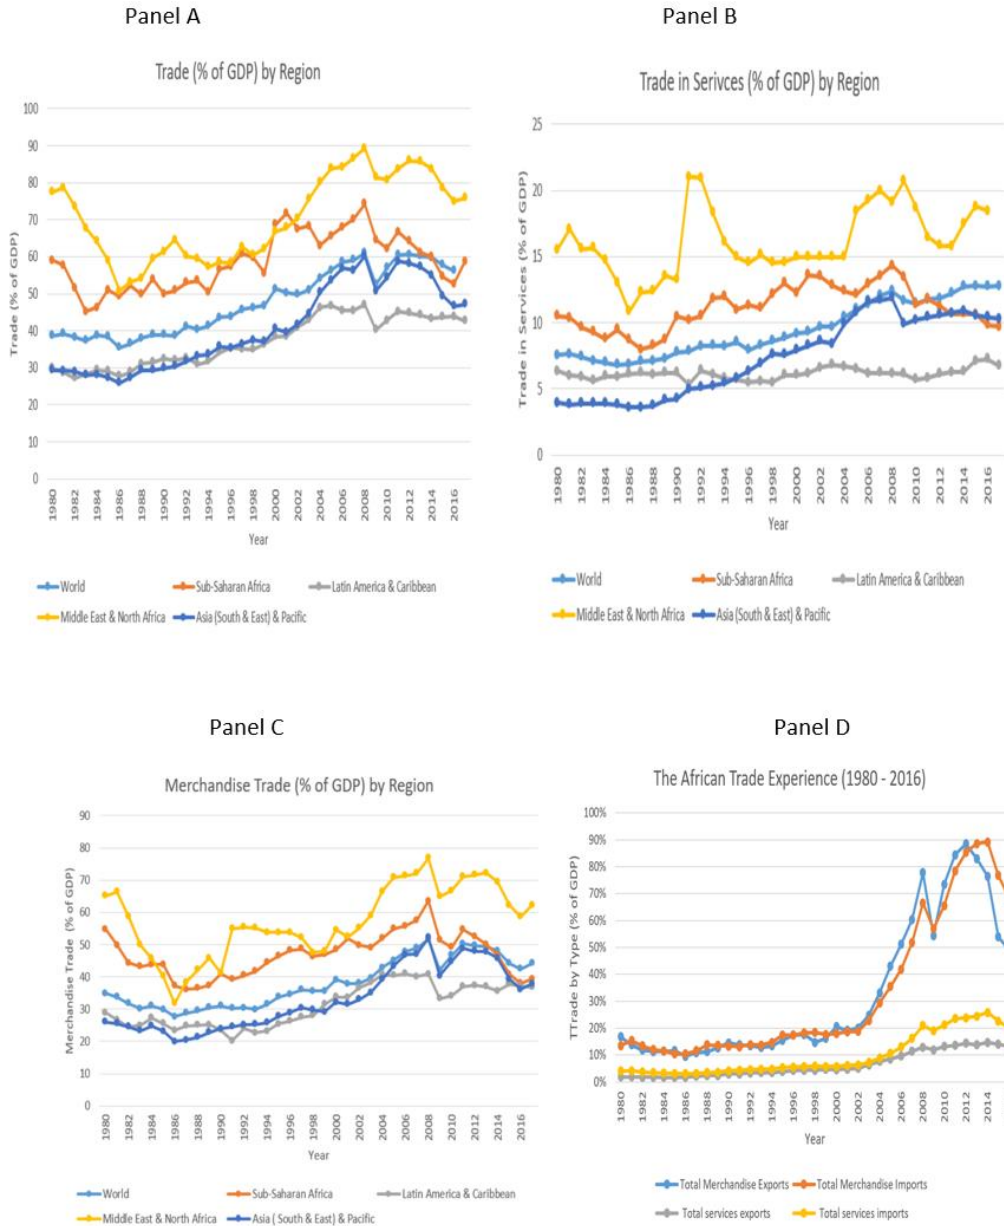 Panel A
Trade (% of GDP) by Region
Trade (% of GDP)
100
90
80
70
60
50
40
30
20
10
0
1980 1982 1984 1986 1988 1990 1992 1994 1996 1998 2000 2002 2004 2006 2008 2010 2012 2014 2016
Year
World Sub-Saharan Africa Latin America & Caribbean
Middle East & North Africa Asia (South & East) & Pacific
Panel B
Trade in Serivces (% of GDP) by Region
Trade in Services (% of GDP)
25
20
15
10
5
0
1980 1982 1984 1986 1988 1990 1992 1994 1996 1998 2000 2002 2004 2006 2008 2010 2012 2014 2016
Year
World Sub-Saharan Africa Latin America & Caribbean
Middle East & North Africa Asia (South & East) & Pacific
Panel C
Merchandise Trade (% of GDP) by Region
Merchandise Trade (% of GDP)
90
80
70
60
50
40
30
20
10
0
1980 1982 1984 1986 1988 1990 1992 1994 1996 1998 2000 2002 2004 2006 2008 2010 2012 2014 2016
Year
World Sub-Saharan Africa Latin America & Caribbean
Middle East & North Africa Asia ( South & East) & Pacific
Panel D
The African Trade Experience (1980 - 2016)
TTrade by Type (% of GDP)
100%
90%
80%
70%
60%
50%
40%
30%
20%
10%
0%
1980 1982 1984 1986 1988 1990 1992 1994 1996 1998 2000 2002 2004 2006 2008 2010 2012 2014
Year
Total Merchandise Exports Total Merchandise Imports
Total services exports Total services imports